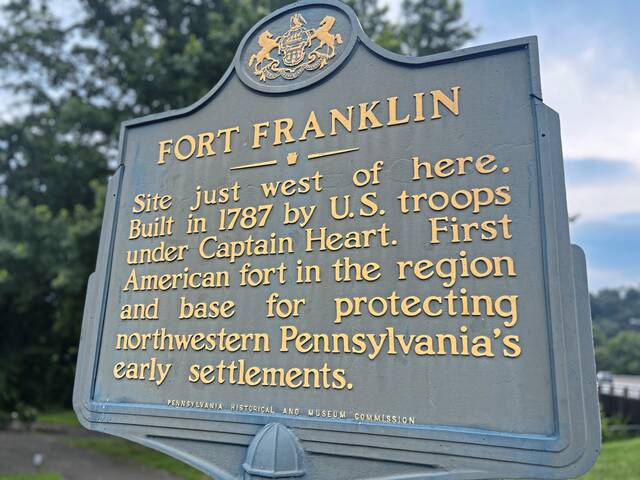 FORT FRANKLIN
Site just west of here.
Built in 1787 by U.S. troops
under Captain Heart. First
American fort in the region
and base for protecting
northwestern Pennsylvania's
early settlements.
PENNSYLVANIA HISTORICAL AND MUSEUM COMMISSION